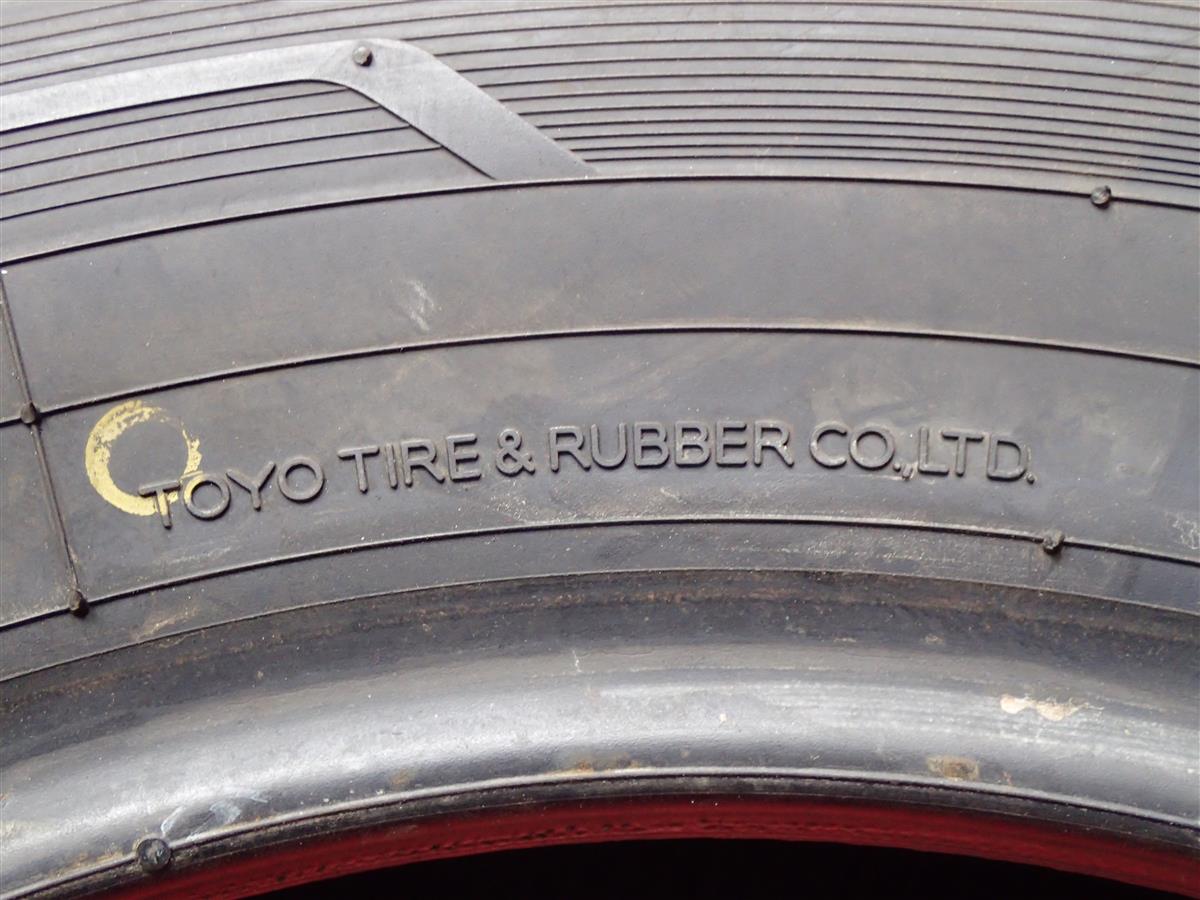 TOYO TIRE & RUBBER CO.,LTD.